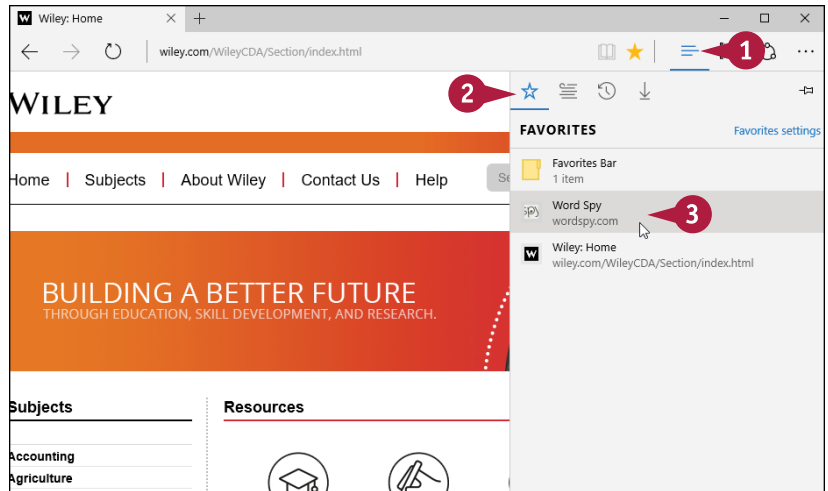 W Wiley: Home
wiley.com/WileyCDA/Section/index.html
1
2
WILEY
FAVORITES Favorites settings
Favorites Bar
1 item
Home | Subjects | About Wiley | Contact Us | Help
Word Spy
wordspy.com
3
W Wiley: Home
wiley.com/WileyCDA/Section/index.html
BUILDING A BETTER FUTURE
THROUGH EDUCATION, SKILL DEVELOPMENT, AND RESEARCH.
Subjects Resources
Accounting
Agriculture